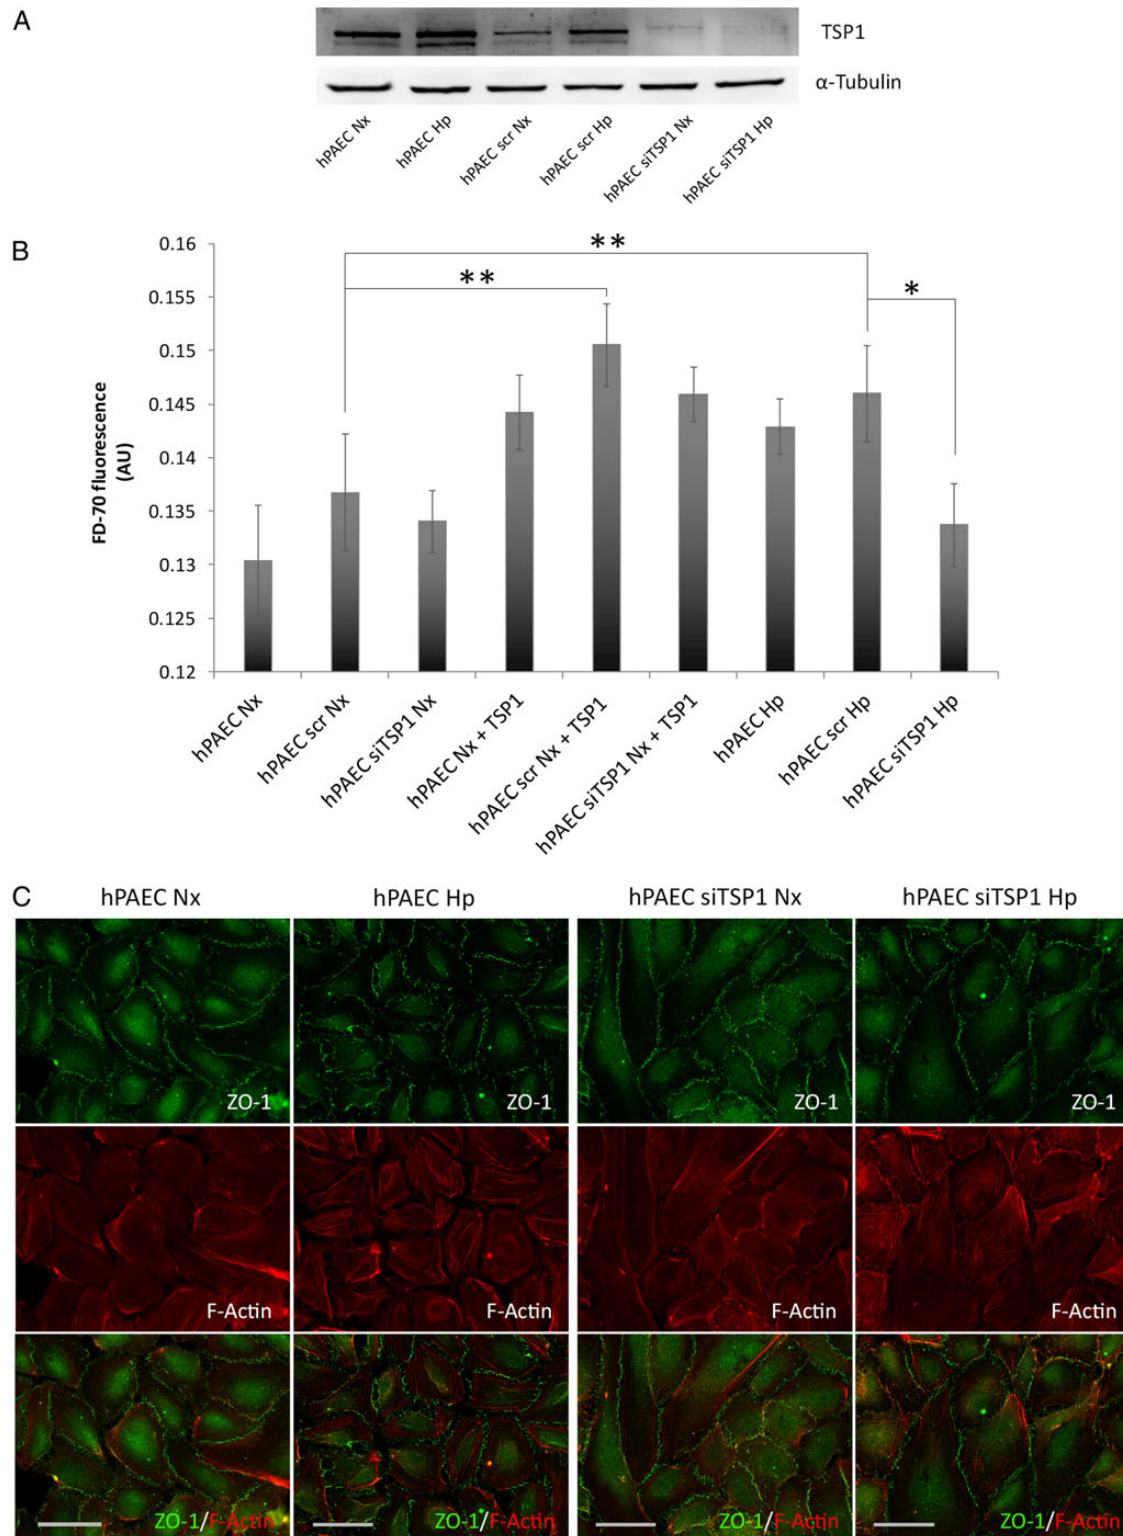 A
TSP1
α-Tubulin
hPAEC Nx
hPAEC Hp
hPAEC scr Nx
hPAEC scr Hp
hPAEC siTSP1 Nx
hPAEC siTSP1 Hp
B
0.16
0.155
0.15
0.145
0.14
0.135
0.13
0.125
0.12
FD-70 fluorescence
(AU)
**
**
*
hPAEC Nx
hPAEC scr Nx
hPAEC siTSP1 Nx
hPAEC Nx + TSP1
hPAEC scr Nx + TSP1
hPAEC siTSP1 Nx + TSP1
hPAEC Hp
hPAEC scr Hp
hPAEC siTSP1 Hp
C
hPAEC Nx
hPAEC Hp
hPAEC siTSP1 Nx
hPAEC siTSP1 Hp
ZO-1
ZO-1
ZO-1
ZO-1
F-Actin
F-Actin
F-Actin
F-Actin
ZO-1/F-Actin
ZO-1/F-Actin
ZO-1/F-Actin
ZO-1/F-Actin